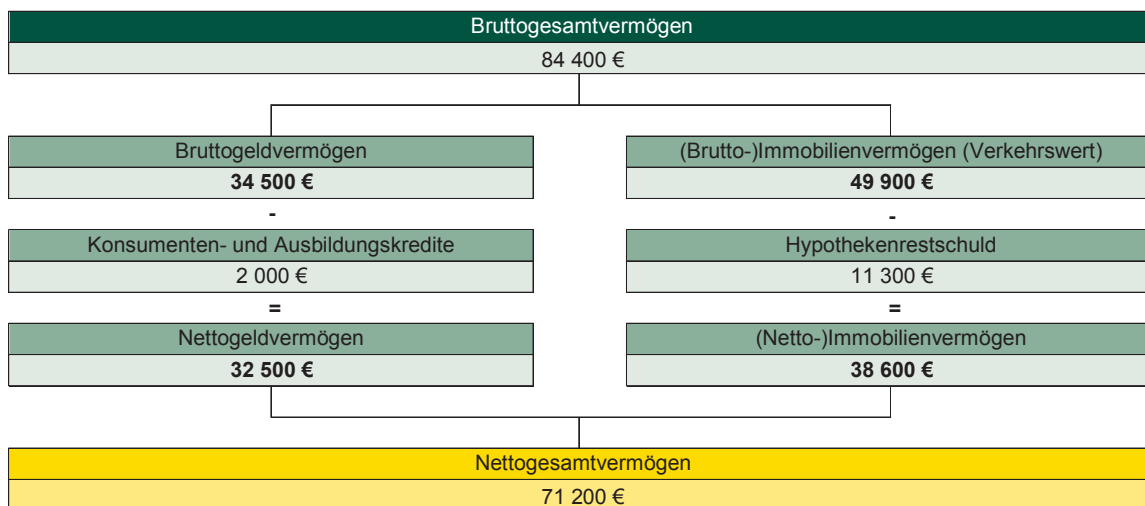 Bruttogesamtvermögen
84 400 €
Bruttogeldvermögen
34 500 €
-
Konsumenten- und Ausbildungskredite
2 000 €
=
Nettogeldvermögen
32 500 €
(Brutto-)Immobilienvermögen (Verkehrswert)
49 900 €
-
Hypothekenrestschuld
11 300 €
=
(Netto-)Immobilienvermögen
38 600 €
Nettogesamtvermögen
71 200 €